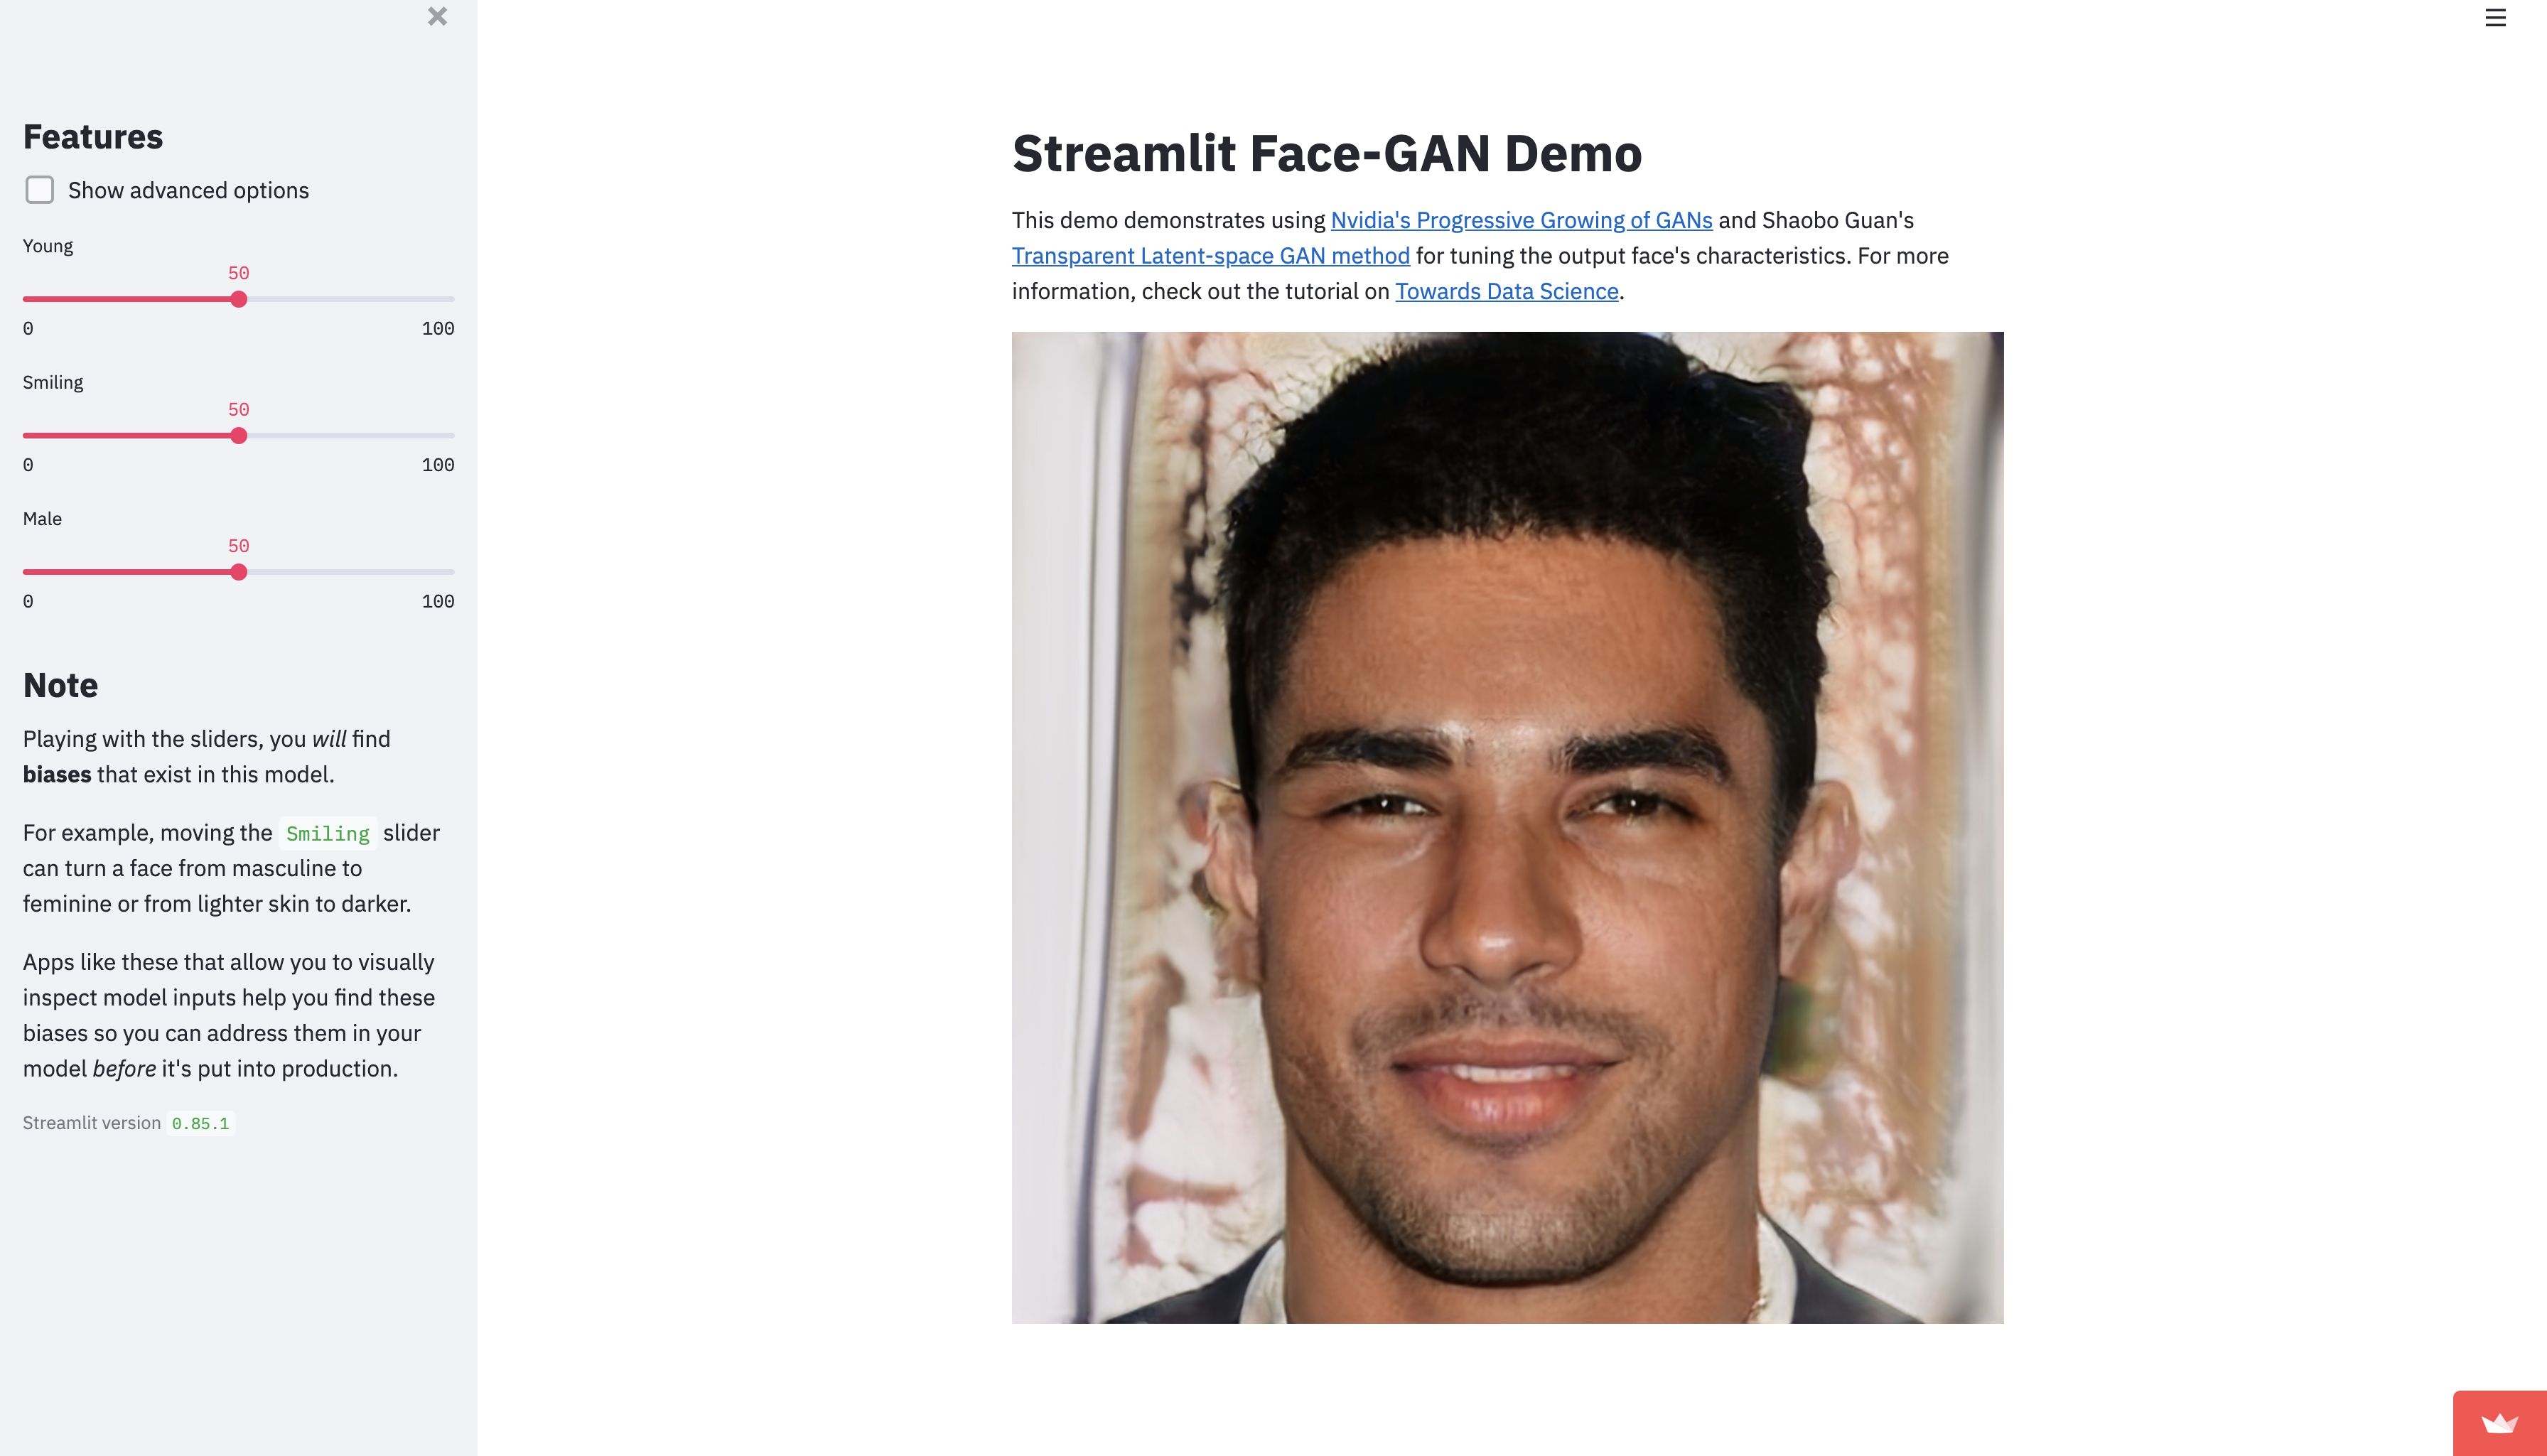 Features
Show advanced options
Young
50
0 100
Smiling
50
0 100
Male
50
0 100
Note
Playing with the sliders, you will find
biases that exist in this model.
For example, moving the Smiling slider
can turn a face from masculine to
feminine or from lighter skin to darker.
Apps like these that allow you to visually
inspect model inputs help you find these
biases so you can address them in your
model before it's put into production.
Streamlit version 0.85.1
Streamlit Face-GAN Demo
This demo demonstrates using Nvidia's Progressive Growing of GANs and Shaobo Guan's
Transparent Latent-space GAN method for tuning the output face's characteristics. For more
information, check out the tutorial on Towards Data Science.